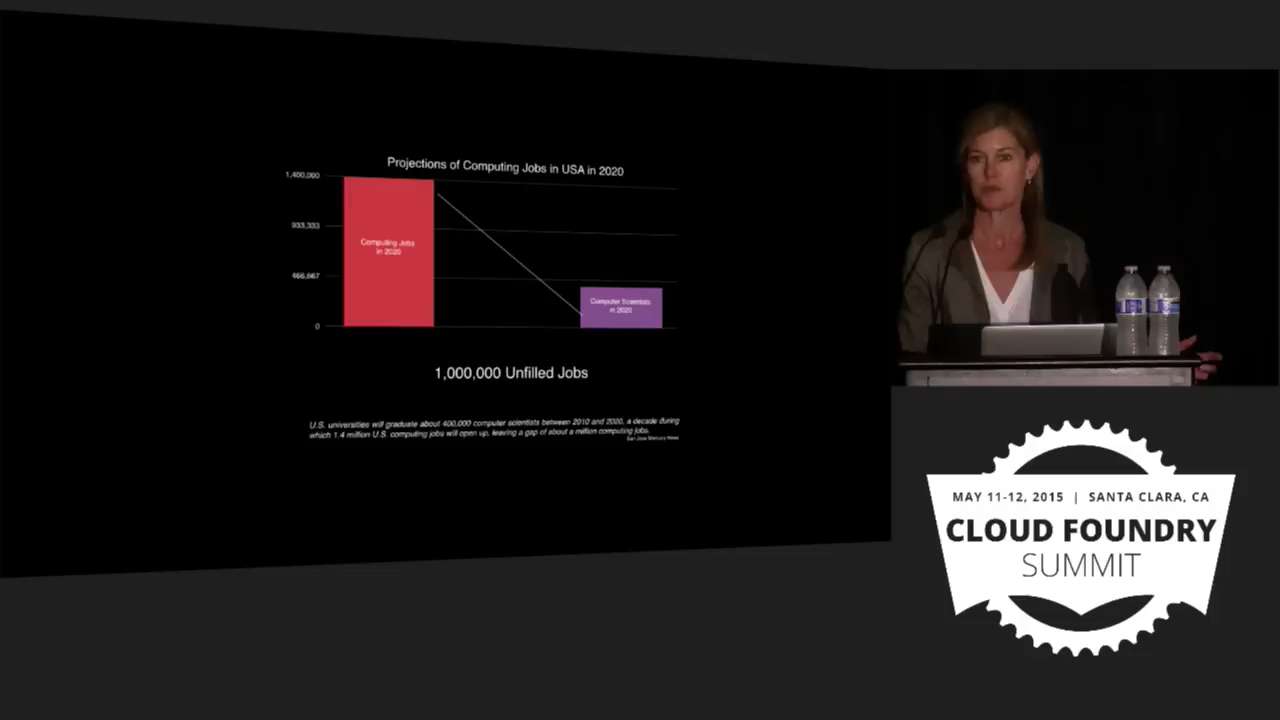 Projections of Computing Jobs in USA in 2020
1,400,000
933,333
466,667
0
Computing Jobs
in 2020
Computer Scientists
in 2020
1,000,000 Unfilled Jobs
U.S. universities will graduate about 400,000 computer scientists between 2010 and 2020, a decade during
which 1.4 million U.S. computing jobs will open up, leaving a gap of about a million computing jobs.
San Jose Mercury News
MAY 11-12, 2015 | SANTA CLARA, CA
CLOUD FOUNDRY
SUMMIT